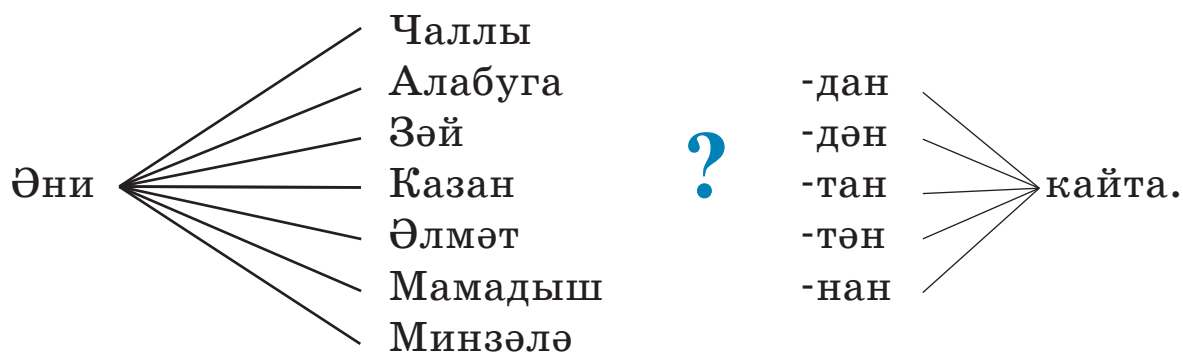 Чаллы
Алабуга -дан
Зәй -дән
Әни Казан ? -тан кайта.
Әлмәт -тән
Мамадыш -нан
Минзәлә